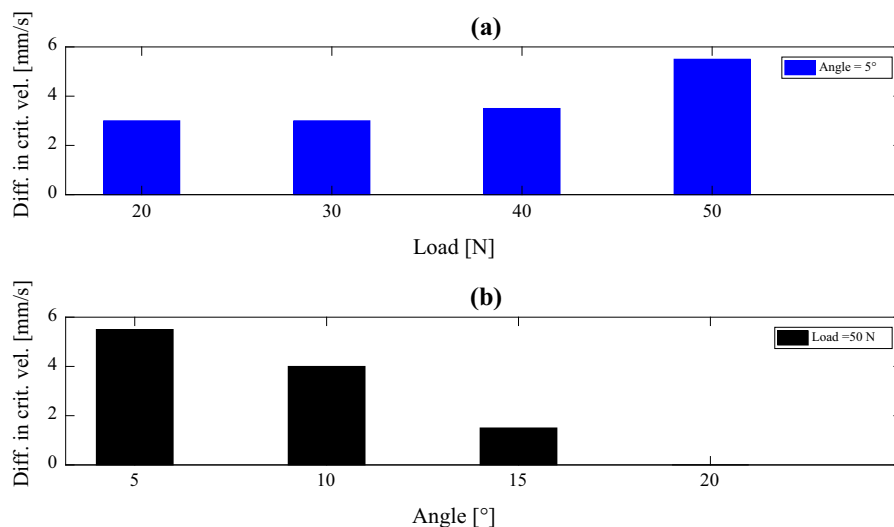 (a)
Diff. in crit. vel. [mm/s]
6
4
2
0
Angle = 5°
20 30 40 50
Load [N]
(b)
Diff. in crit. vel. [mm/s]
6
4
2
0
Load =50 N
5 10 15 20
Angle [°]